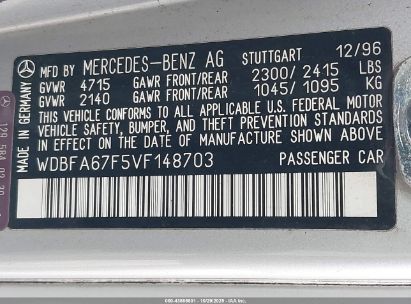 MFD BY MERCEDES-BENZ AG STUTTGART 12/96
GVWR 4715 GAWR FRONT/REAR 2300/ 2415 LBS
GVWR 2140 GAWR FRONT/REAR 1045/ 1095 KG
THIS VEHICLE CONFORMS TO ALL APPLICABLE U.S. FEDERAL MOTOR
VEHICLE SAFETY, BUMPER, AND THEFT PREVENTION STANDARDS
IN EFFECT ON THE DATE OF MANUFACTURE SHOWN ABOVE
WDBFA67F5VF148703 PASSENGER CAR
MADE IN GERMANY
129 584